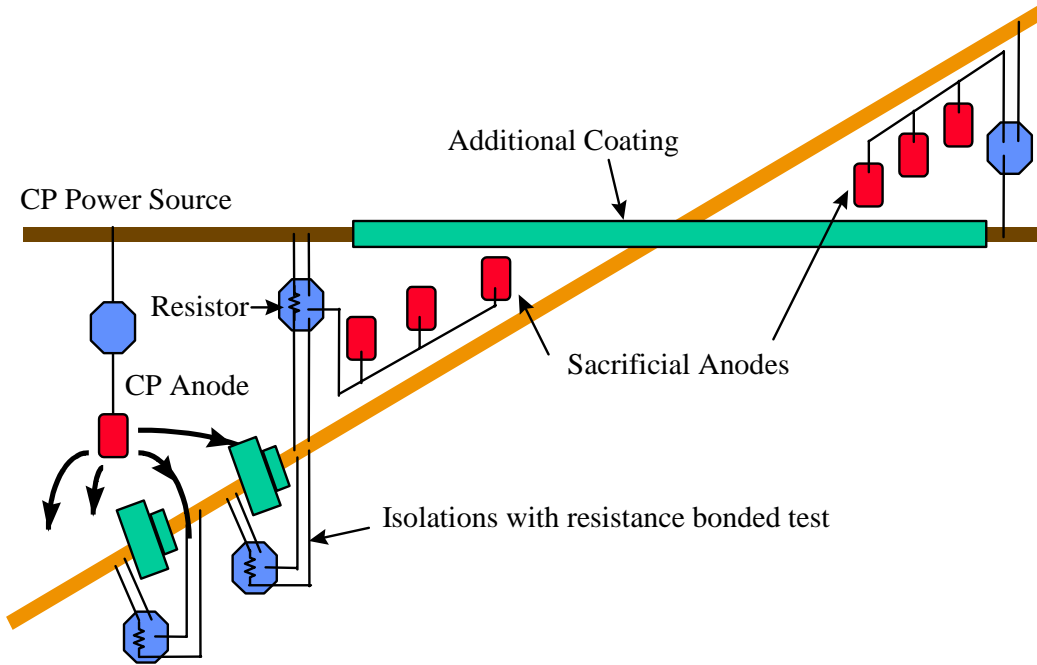 Additional Coating
CP Power Source
Resistor
Sacrificial Anodes
CP Anode
Isolations with resistance bonded test